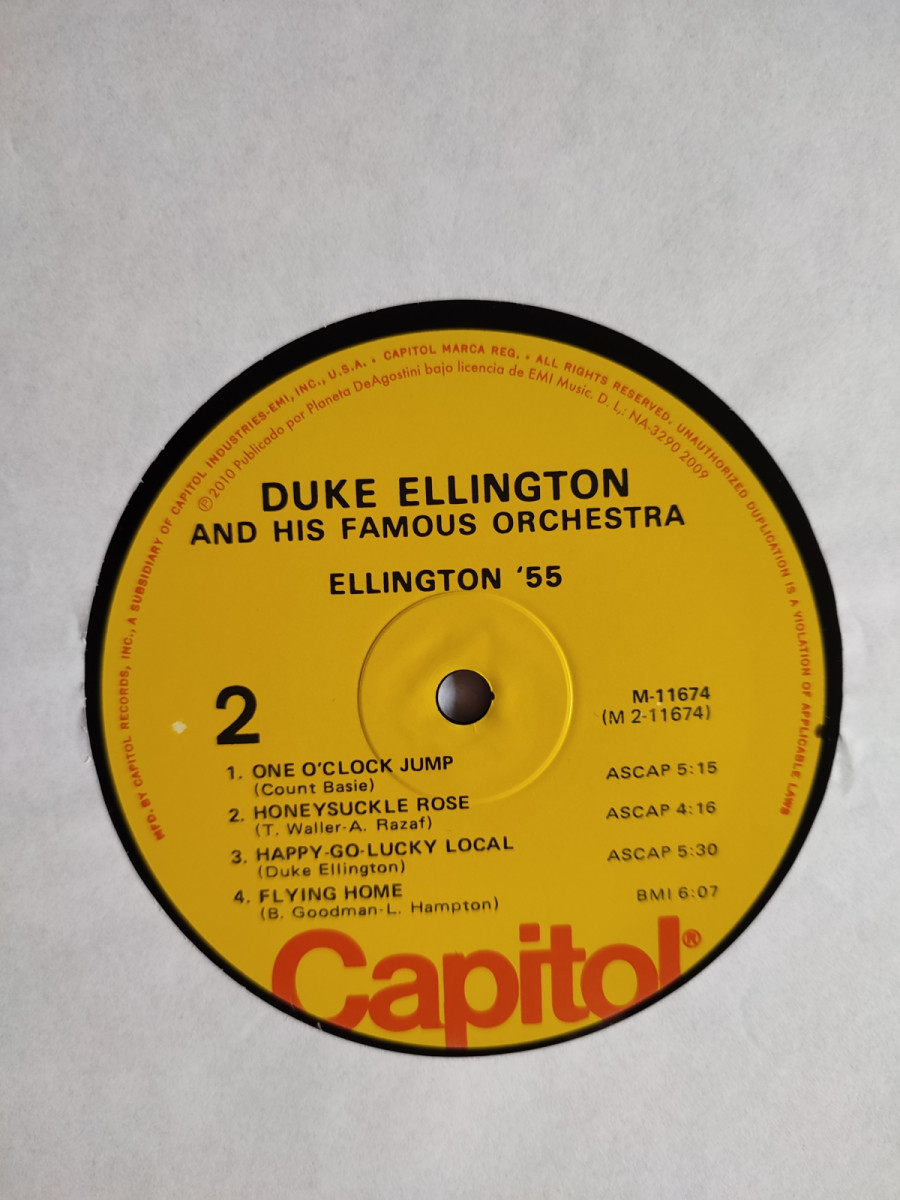 MFD. BY CAPITOL RECORDS, INC., A SUBSIDIARY OF CAPITOL INDUSTRIES-EMI, INC., U.S.A. • CAPITOL MARCA REG. • ALL RIGHTS RESERVED. UNAUTHORIZED DUPLICATION IS A VIOLATION OF APPLICABLE LAWS
℗ 2010 Publicado por Planeta DeAgostini bajo licencia de EMI Music. D. L,: NA-3290 2009
DUKE ELLINGTON
AND HIS FAMOUS ORCHESTRA
ELLINGTON '55
2
M-11674
(M 2-11674)
1. ONE O'CLOCK JUMP ASCAP 5:15
(Count Basie)
2. HONEYSUCKLE ROSE ASCAP 4:16
(T. Waller-A. Razaf)
3. HAPPY-GO-LUCKY LOCAL ASCAP 5:30
(Duke Ellington)
4. FLYING HOME BMI 6:07
(B. Goodman-L. Hampton)
Capitol®